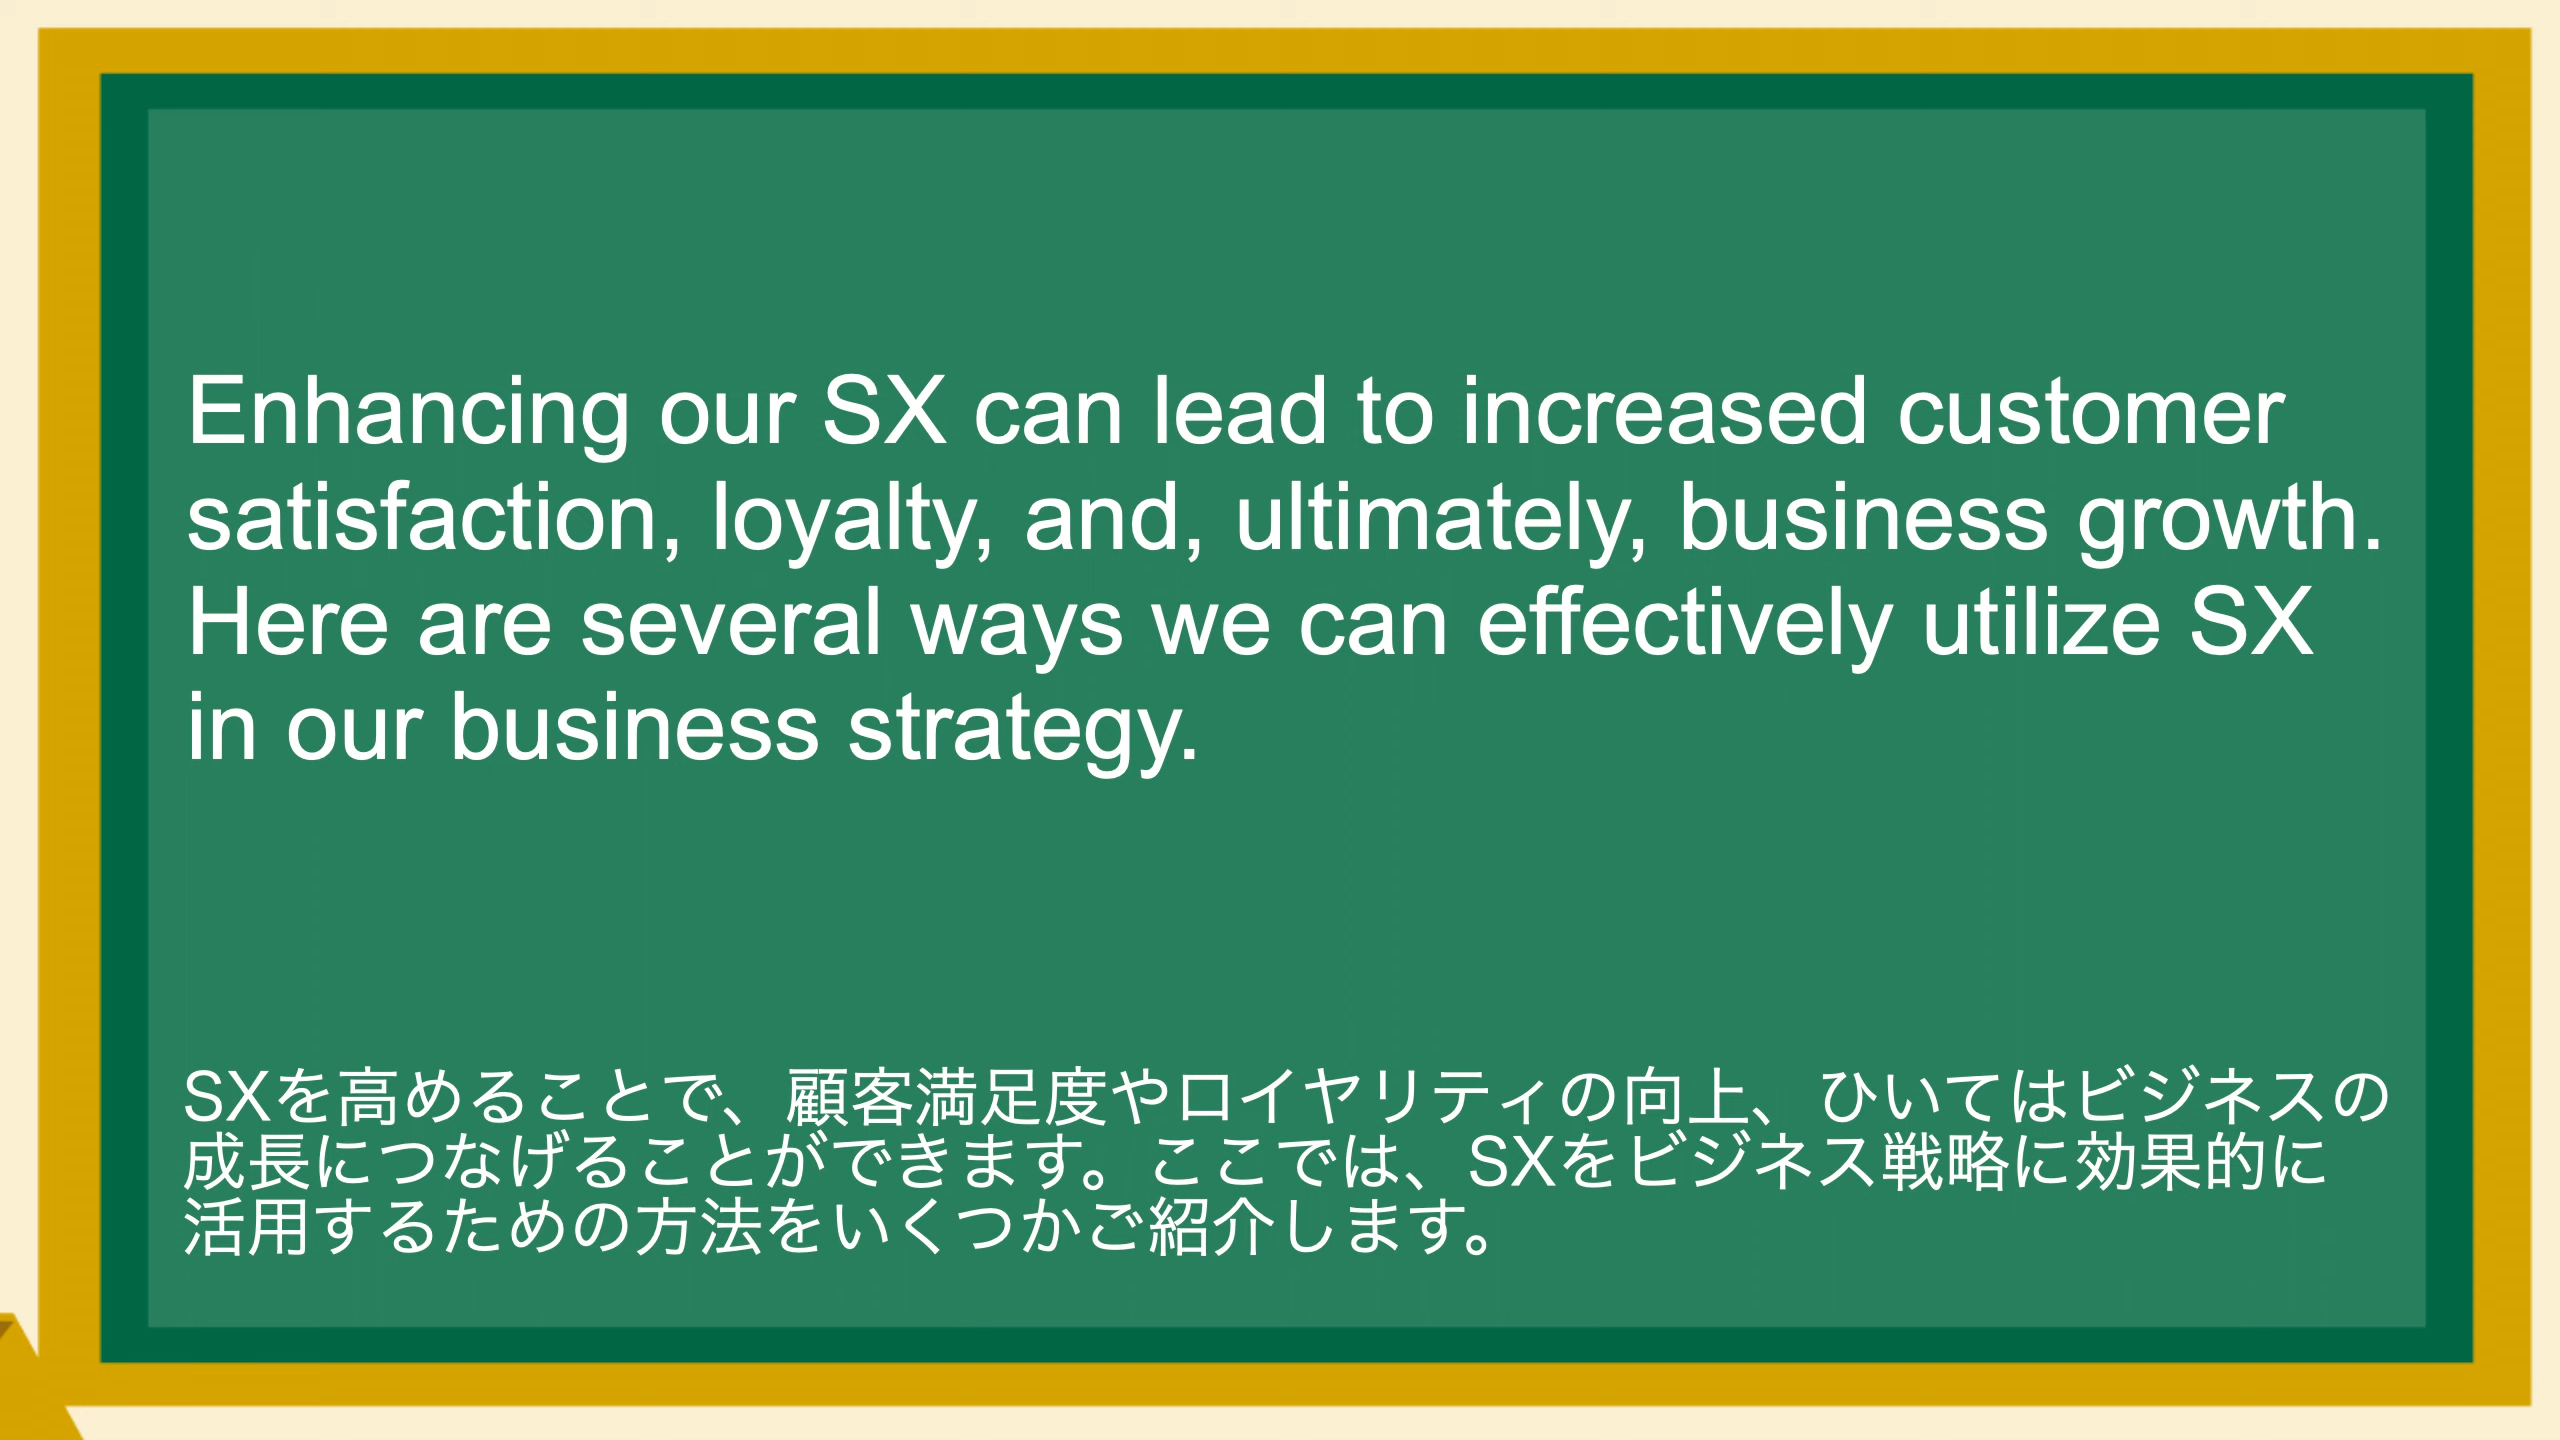 Enhancing our SX can lead to increased customer
satisfaction, loyalty, and, ultimately, business growth.
Here are several ways we can effectively utilize SX
in our business strategy.
SXを高めることで、顧客満足度やロイヤリティの向上、ひいてはビジネスの
成長につなげることができます。ここでは、SXをビジネス戦略に効果的に
活用するための方法をいくつかご紹介します。